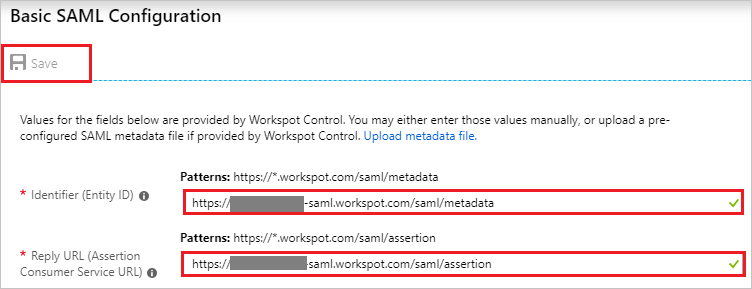 Basic SAML Configuration
Save
Values for the fields below are provided by Workspot Control. You may either enter those values manually, or upload a pre-
configured SAML metadata file if provided by Workspot Control. Upload metadata file.
Patterns: https://*.workspot.com/saml/metadata
* Identifier (Entity ID)
https:// -saml.workspot.com/saml/metadata
Patterns: https://*.workspot.com/saml/assertion
* Reply URL (Assertion
Consumer Service URL)
https:// -saml.workspot.com/saml/assertion